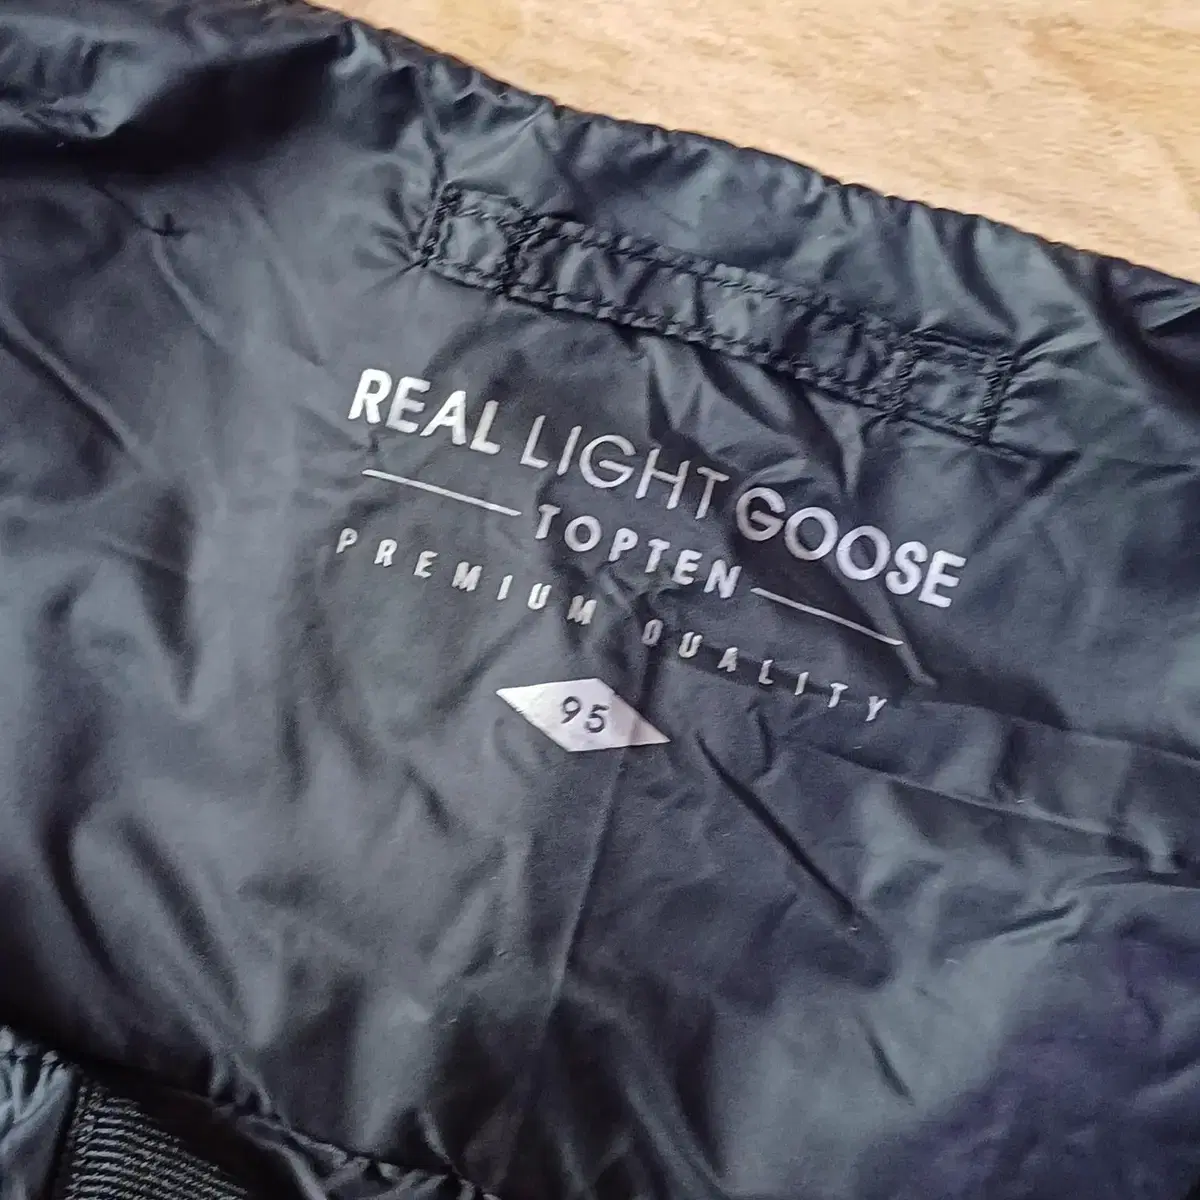 REAL LIGHT GOOSE
TOPTEN
PREMIUM QUALITY
95